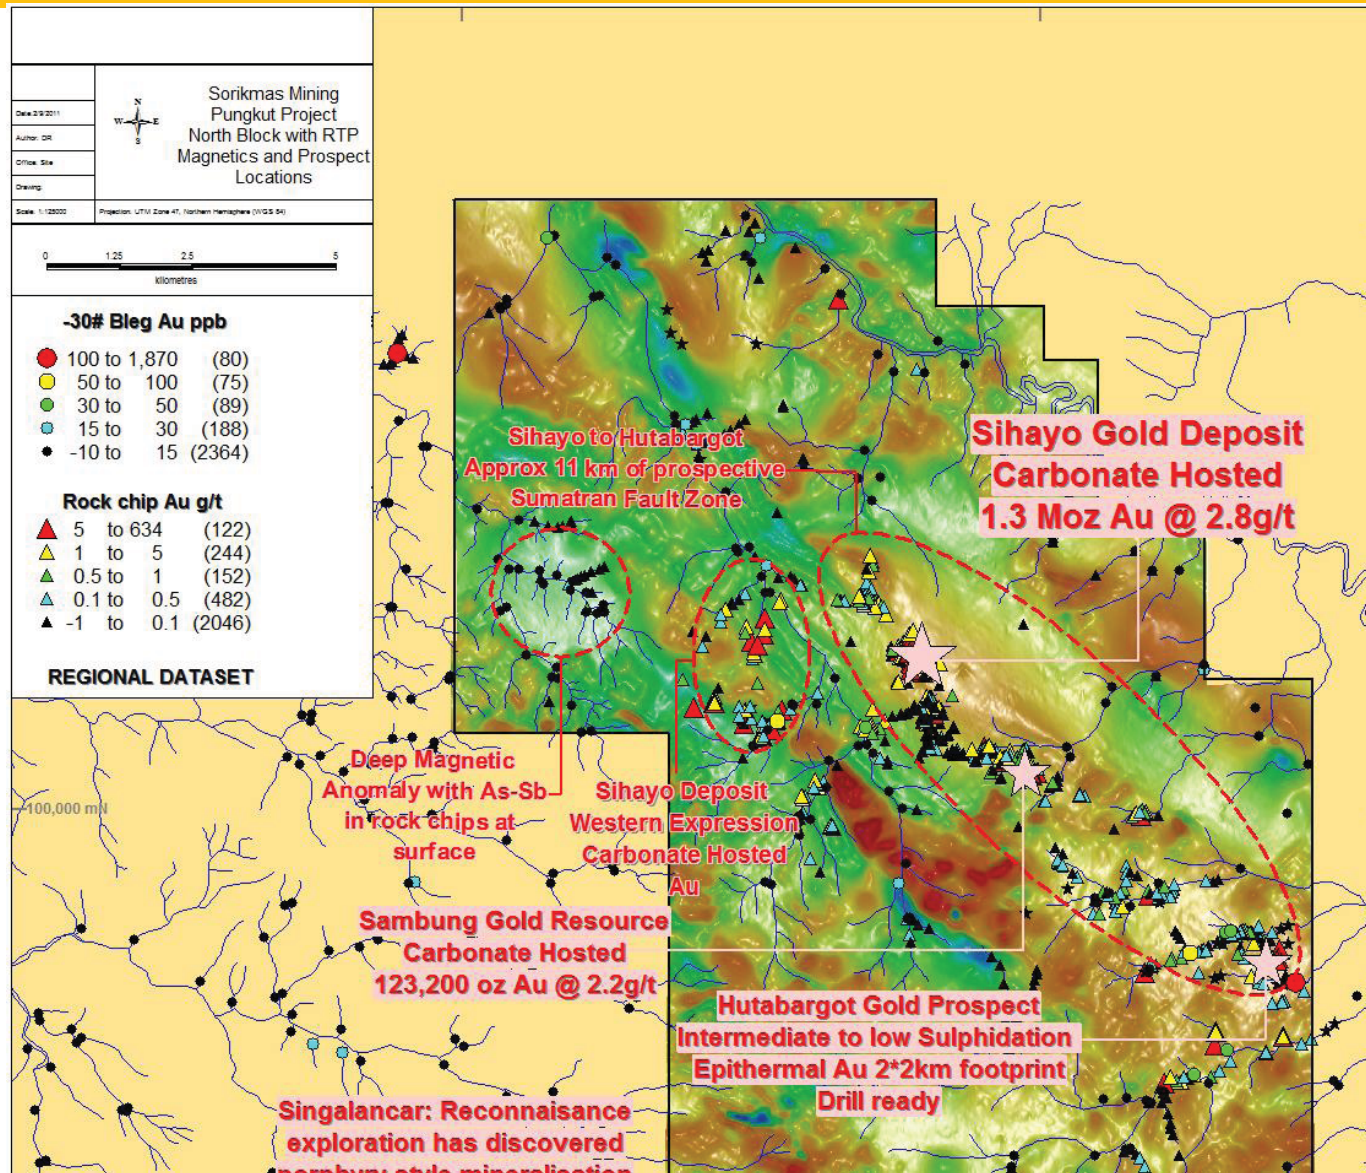 Sorikmas Mining
Pungkut Project
North Block with RTP
Magnetics and Prospect
Locations
Date:2/9/2011
Author: DR
Office: Site
Drawing:
Scale: 1:125000
Projection: UTM Zone 47, Northern Hemisphere (WGS 84)
N
W E
S
0 1.25 2.5 5
kilometres
-30# Bleg Au ppb
100 to 1,870 (80)
50 to 100 (75)
30 to 50 (89)
15 to 30 (188)
-10 to 15 (2364)
Rock chip Au g/t
5 to 634 (122)
1 to 5 (244)
0.5 to 1 (152)
0.1 to 0.5 (482)
-1 to 0.1 (2046)
REGIONAL DATASET
Sihayo to Hutabargot
Approx 11 km of prospective
Sumatran Fault Zone
Sihayo Gold Deposit
Carbonate Hosted
1.3 Moz Au @ 2.8g/t
Deep Magnetic
Anomaly with As-Sb
in rock chips at
surface
Sihayo Deposit
Western Expression
Carbonate Hosted
Au
100,000 mN
Sambung Gold Resource
Carbonate Hosted
123,200 oz Au @ 2.2g/t
Hutabargot Gold Prospect
Intermediate to low Sulphidation
Epithermal Au 2*2km footprint
Drill ready
Singalancar: Reconnaisance
exploration has discovered
porphyry style mineralisation